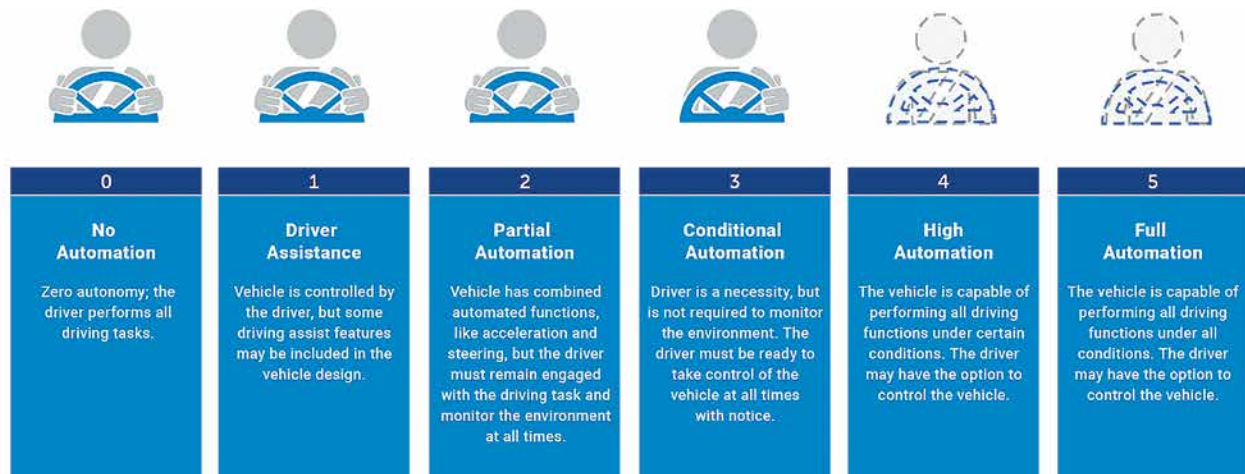 0
No
Automation
Zero autonomy; the
driver performs all
driving tasks.
1
Driver
Assistance
Vehicle is controlled by
the driver, but some
driving assist features
may be included in the
vehicle design.
2
Partial
Automation
Vehicle has combined
automated functions,
like acceleration and
steering, but the driver
must remain engaged
with the driving task and
monitor the environment
at all times.
3
Conditional
Automation
Driver is a necessity, but
is not required to monitor
the environment. The
driver must be ready to
take control of the
vehicle at all times
with notice.
4
High
Automation
The vehicle is capable of
performing all driving
functions under certain
conditions. The driver
may have the option to
control the vehicle.
5
Full
Automation
The vehicle is capable of
performing all driving
functions under all
conditions. The driver
may have the option to
control the vehicle.